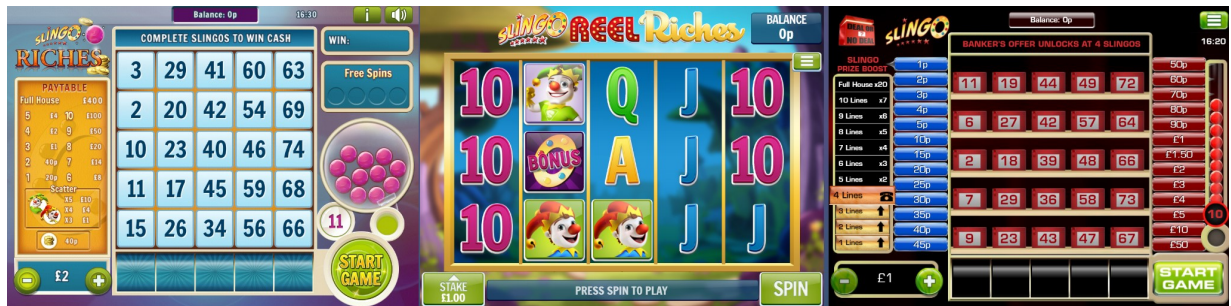 Balance: 0p 16:30 i
SLINGO
RICHES
COMPLETE SLINGOS TO WIN CASH
WIN:
PAYTABLE
Full House £400
5 £4 10 £100
4 £2 9 £50
3 £1 8 £20
2 40p 7 £14
1 20p 6 £8
Scatter
X5 £10
X4 £4
X3 £1
40p
3 29 41 60 63
2 20 42 54 69
10 23 40 46 74
11 17 45 59 68
15 26 34 56 66
Free Spins
11
START
GAME
£2
SLINGO REEL Riches
BALANCE
0p
10 Q J 10
10 BONUS A J 10
10 J J
STAKE
£1.00
PRESS SPIN TO PLAY
SPIN
DEAL OR
NO DEAL
SLINGO
Balance: 0p
16:20
BANKER'S OFFER UNLOCKS AT 4 SLINGOS
SLINGO
PRIZE BOOST
Full House x20
10 Lines x7
9 Lines x6
8 Lines x5
7 Lines x4
6 Lines x3
5 Lines x2
4 Lines
3 Lines
2 Lines
1 Lines
1p
2p
3p
4p
5p
10p
15p
20p
25p
30p
35p
40p
45p
11 19 44 49 72
6 27 42 57 64
2 18 39 48 66
7 29 36 58 73
9 23 43 47 67
50p
60p
70p
80p
90p
£1
£1.50
£2
£3
£4
£5
£10
£50
10
£1
START
GAME